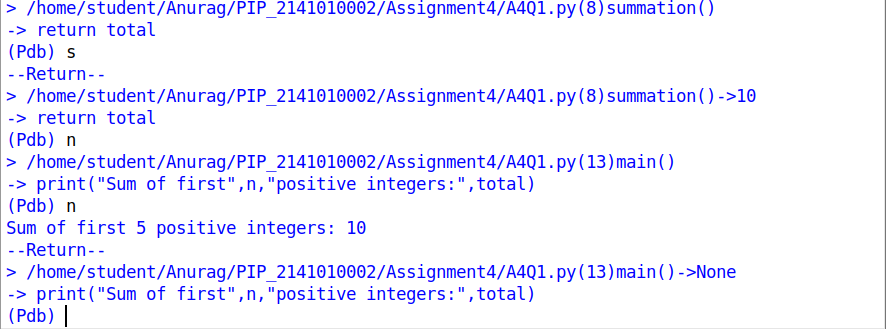 > /home/student/Anurag/PIP_2141010002/Assignment4/A4Q1.py(8)summation()
-> return total
(Pdb) s
--Return--
> /home/student/Anurag/PIP_2141010002/Assignment4/A4Q1.py(8)summation()->10
-> return total
(Pdb) n
> /home/student/Anurag/PIP_2141010002/Assignment4/A4Q1.py(13)main()
-> print("Sum of first",n,"positive integers:",total)
(Pdb) n
Sum of first 5 positive integers: 10
--Return--
> /home/student/Anurag/PIP_2141010002/Assignment4/A4Q1.py(13)main()->None
-> print("Sum of first",n,"positive integers:",total)
(Pdb)